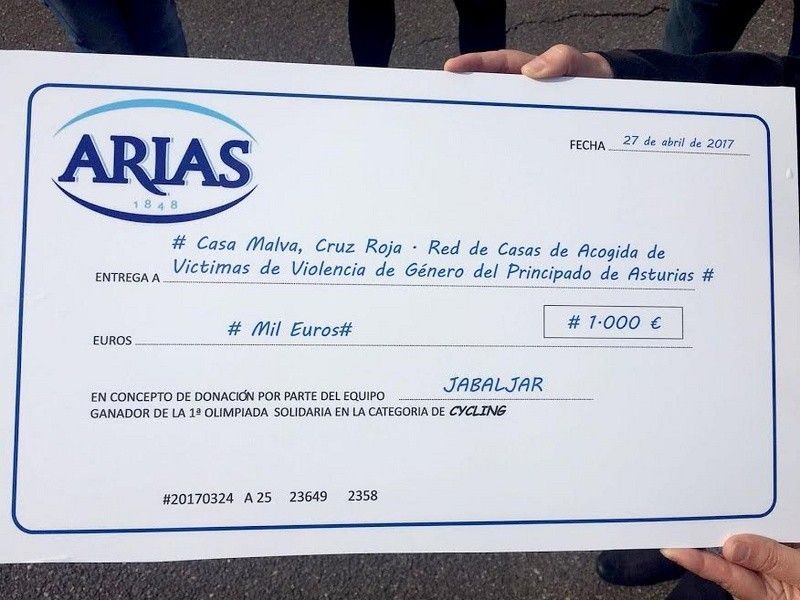 ARIAS
1848
FECHA 27 de abril de 2017
# Casa Malva, Cruz Roja · Red de Casas de Acogida de
ENTREGA A Victimas de Violencia de Género del Principado de Asturias #
EUROS # Mil Euros# # 1.000 €
EN CONCEPTO DE DONACIÓN POR PARTE DEL EQUIPO JABALJAR
GANADOR DE LA 1ª OLIMPIADA SOLIDARIA EN LA CATEGORIA DE CYCLING
#20170324 A 25 23649 2358